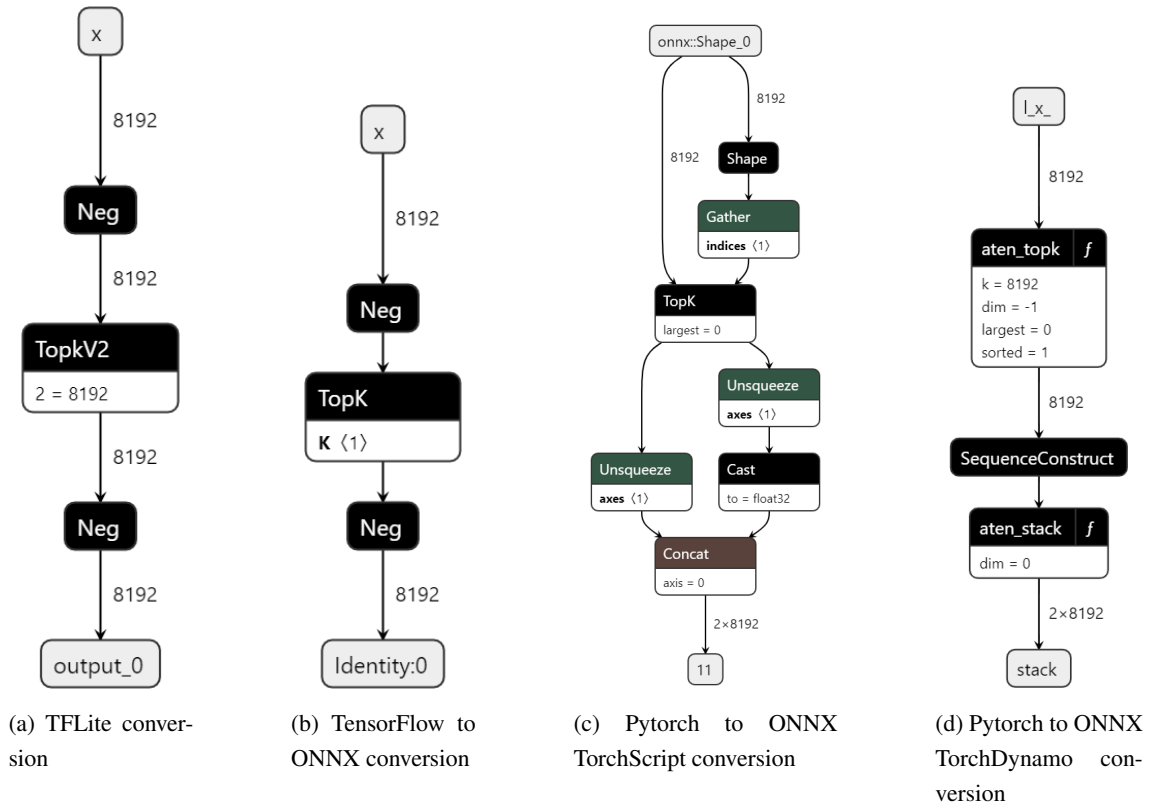 x
8192
Neg
8192
TopkV2
2 = 8192
8192
Neg
8192
output_0
(a) TFLite conver-
sion
x
8192
Neg
TopK
K ⟨1⟩
Neg
8192
Identity:0
(b) TensorFlow to
ONNX conversion
onnx::Shape_0
8192
8192
Shape
Gather
indices ⟨1⟩
TopK
largest = 0
Unsqueeze
axes ⟨1⟩
Unsqueeze
axes ⟨1⟩
Cast
to = float32
Concat
axis = 0
2×8192
11
(c) Pytorch to ONNX
TorchScript conversion
l_x_
8192
aten_topk ƒ
k = 8192
dim = -1
largest = 0
sorted = 1
8192
SequenceConstruct
aten_stack ƒ
dim = 0
2×8192
stack
(d) Pytorch to ONNX
TorchDynamo con-
version